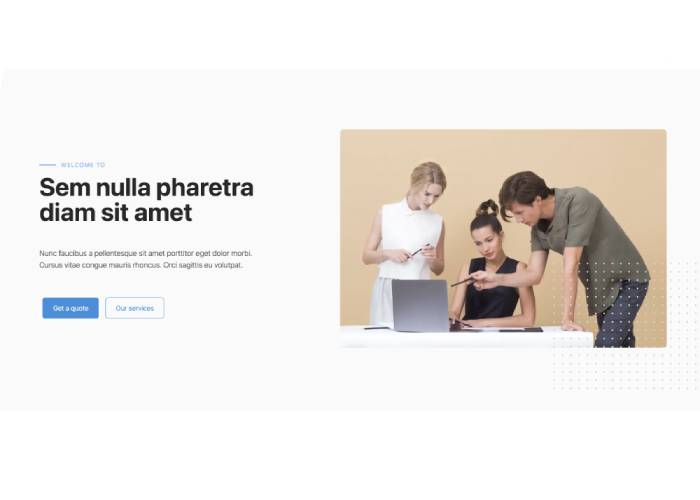 WELCOME TO
Sem nulla pharetra
diam sit amet
Nunc faucibus a pellentesque sit amet porttitor eget dolor morbi.
Cursus vitae congue mauris rhoncus. Orci sagittis eu volutpat.
Get a quote
Our services